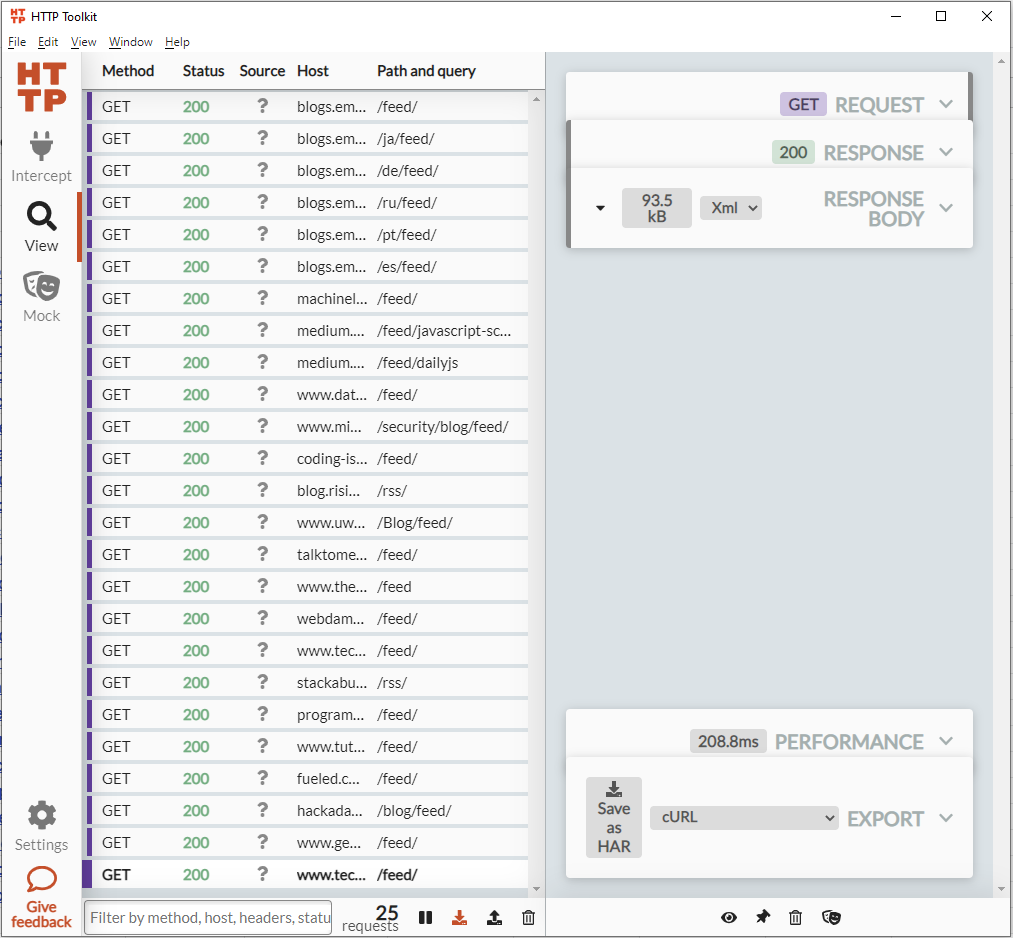 HTTP Toolkit
File Edit View Window Help
HT
TP
Intercept
View
Mock
Settings
Give
feedback
Method Status Source Host Path and query
GET 200 ? blogs.em... /feed/
GET 200 ? blogs.em... /ja/feed/
GET 200 ? blogs.em... /de/feed/
GET 200 ? blogs.em... /ru/feed/
GET 200 ? blogs.em... /pt/feed/
GET 200 ? blogs.em... /es/feed/
GET 200 ? machinel... /feed/
GET 200 ? medium.... /feed/javascript-sc...
GET 200 ? medium.... /feed/dailyjs
GET 200 ? www.dat... /feed/
GET 200 ? www.mi... /security/blog/feed/
GET 200 ? coding-is... /feed/
GET 200 ? blog.risi... /rss/
GET 200 ? www.uw... /Blog/feed/
GET 200 ? talktome... /feed/
GET 200 ? www.the... /feed
GET 200 ? webdam... /feed/
GET 200 ? www.tec... /feed/
GET 200 ? stackabu... /rss/
GET 200 ? program... /feed/
GET 200 ? www.tut... /feed/
GET 200 ? fueled.c... /feed/
GET 200 ? hackada... /blog/feed/
GET 200 ? www.ge... /feed/
GET 200 ? www.tec... /feed/
Filter by method, host, headers, statu
25
requests
GET REQUEST
200 RESPONSE
93.5
kB
Xml
RESPONSE
BODY
208.8ms PERFORMANCE
Save
as
HAR
cURL
EXPORT